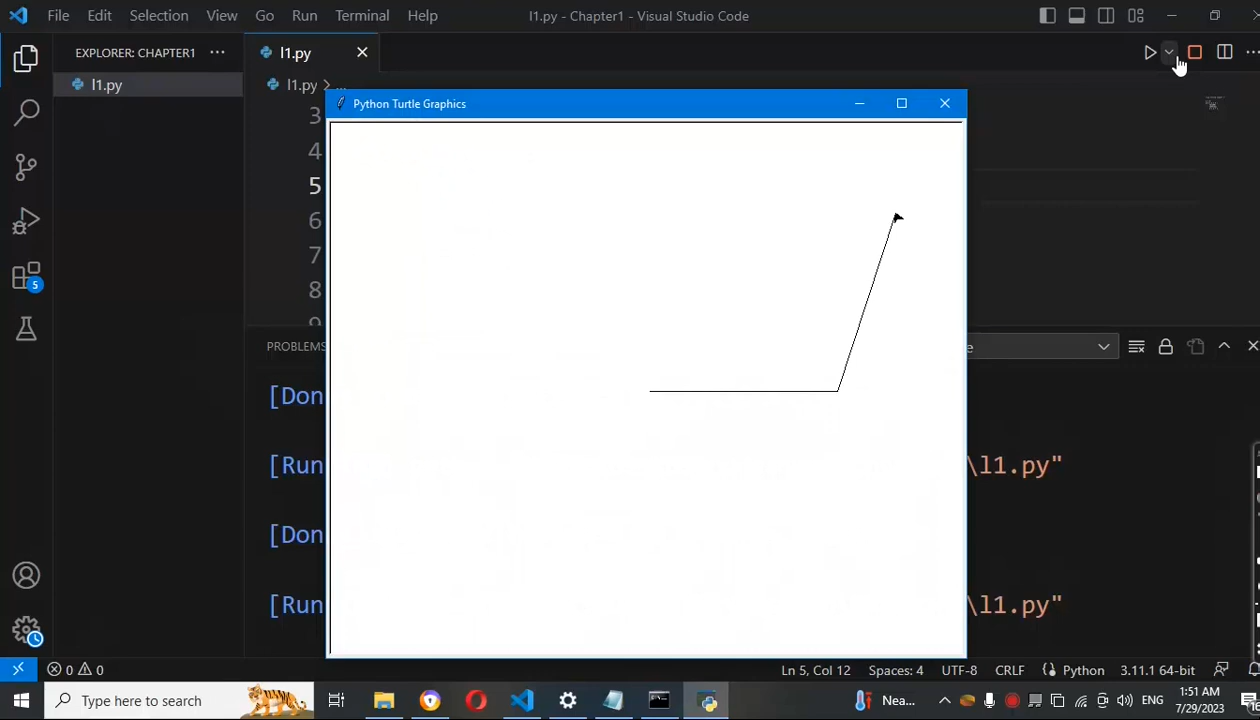 File Edit Selection View Go Run Terminal Help
l1.py - Chapter1 - Visual Studio Code
EXPLORER: CHAPTER1 ···
l1.py
l1.py
l1.py > ...
Python Turtle Graphics
3
4
5
6
7
8
9
5
PROBLEMS
e
[Don
[Run
\l1.py"
[Don
[Run
\l1.py"
0 0
Ln 5, Col 12 Spaces: 4 UTF-8 CRLF Python 3.11.1 64-bit
Type here to search
Nea...
ENG
1:51 AM
7/29/2023